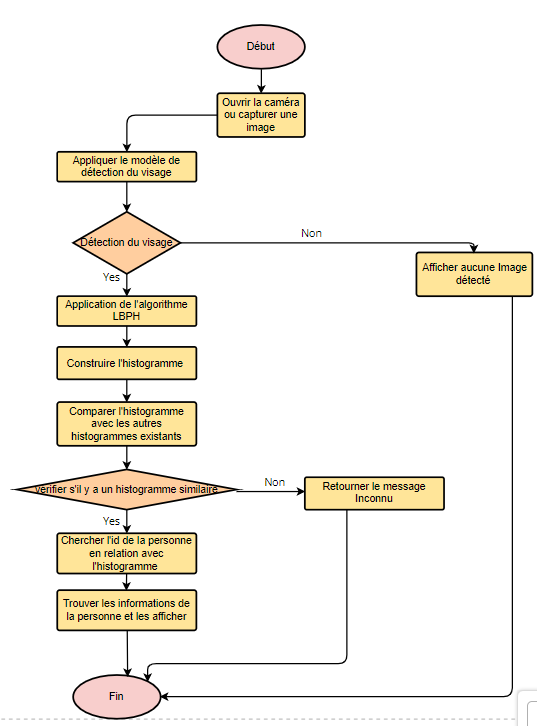 Début
Ouvrir la caméra
ou capturer une
image
Appliquer le modèle de
détection du visage
Détection du visage
Non
Afficher aucune Image
détecté
Yes
Application de l'algorithme
LBPH
Construire l'histogramme
Comparer l'histogramme
avec les autres
histogrammes existants
Vérifier s'il y a un histogramme similaire
Non
Retourner le message
Inconnu
Yes
Chercher l'id de la personne
en relation avec
l'histogramme
Trouver les informations de
la personne et les afficher
Fin